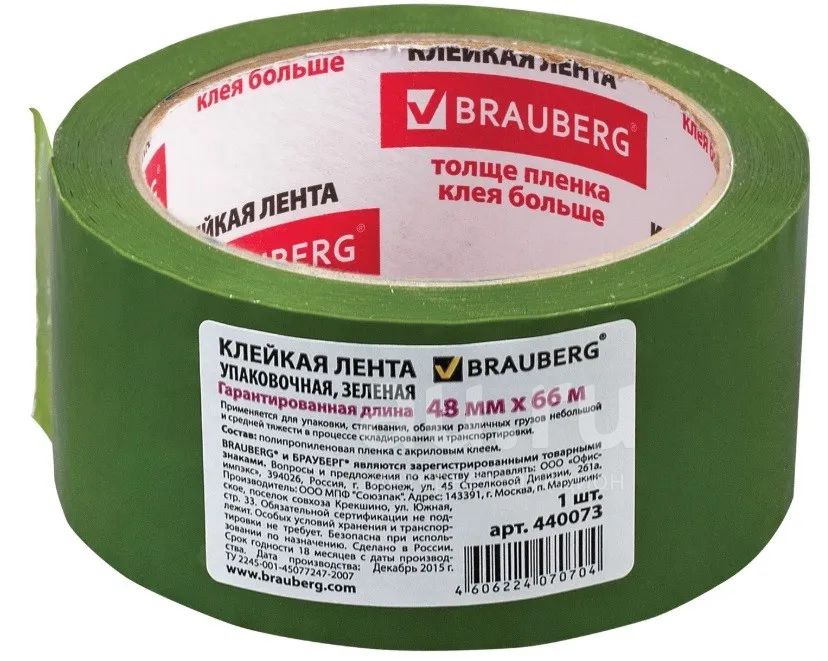 клея больше
КЛЕЙКАЯ ЛЕНТА
BRAUBERG
толще пленка
клея больше
КЛЕЙКАЯ ЛЕНТА
КЛЕЙКАЯ ЛЕНТА
УПАКОВОЧНАЯ, ЗЕЛЕНАЯ
BRAUBERG®
Гарантированная длина 48 мм x 66 м
Применяется для упаковки, стягивания, обвязки различных грузов небольшой
и средней тяжести в процессе складирования и транспортировки.
Состав: полипропиленовая пленка с акриловым клеем.
BRAUBERG® и БРАУБЕРГ® являются зарегистрированными товарными
знаками. Вопросы и предложения по качеству направлять: ООО «Офис-
импэкс», 394026, Россия, г. Воронеж, ул. 45 Стрелковой Дивизии, 261а.
Производитель: ООО МПФ "Союзпак". Адрес: 143391, г. Москва, п. Марушкин-
ское, поселок совхоза Крекшино, ул. Южная,
стр. 33. Обязательной сертификации не под-
лежит. Особых условий хранения и транспор-
тировки не требует. Безопасна при исполь-
зовании по назначению. Сделано в России.
Срок годности 18 месяцев с даты производ-
ства. Дата производства: Декабрь 2015 г.
ТУ 2245-001-45077247-2007
www.brauberg.com
1 шт.
арт. 440073
4 606224 070704